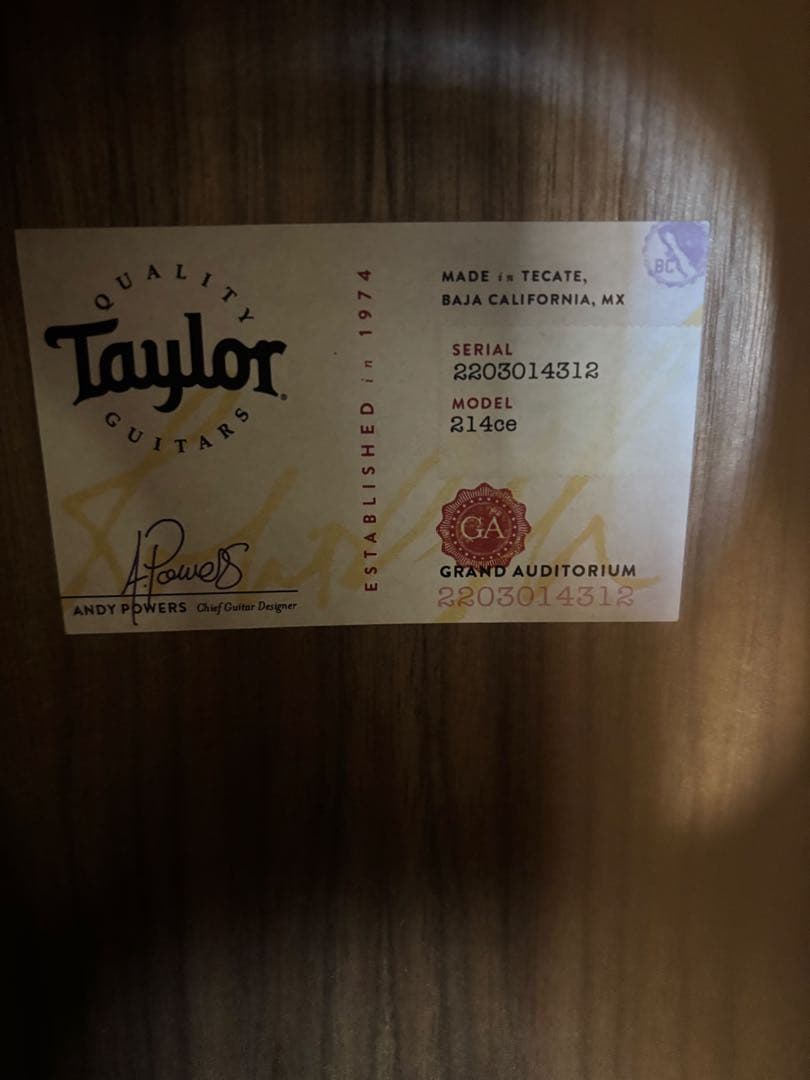 QUALITY
Taylor
GUITARS
A. Powers
ANDY POWERS Chief Guitar Designer
ESTABLISHED in 1974
MADE in TECATE,
BAJA CALIFORNIA, MX
BC
SERIAL
2203014312
MODEL
214ce
GA
GRAND AUDITORIUM
2203014312